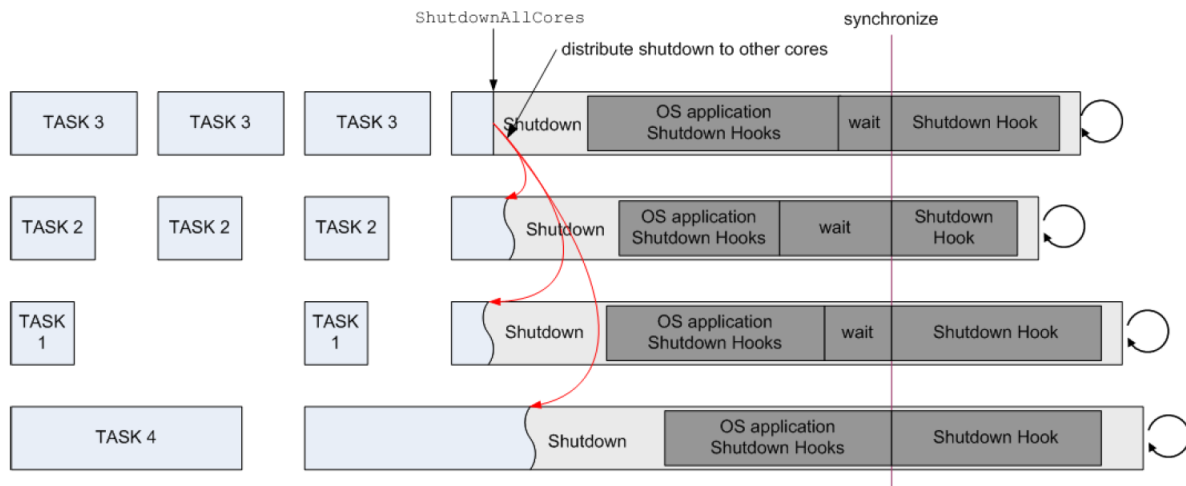 ShutdownAllCores
synchronize
distribute shutdown to other cores
TASK 3
TASK 3
TASK 3
Shutdown
OS application
Shutdown Hooks
wait
Shutdown Hook
TASK 2
TASK 2
TASK 2
Shutdown
OS application
Shutdown Hooks
wait
Shutdown
Hook
TASK
1
TASK
1
Shutdown
OS application
Shutdown Hooks
wait
Shutdown Hook
TASK 4
Shutdown
OS application
Shutdown Hooks
Shutdown Hook